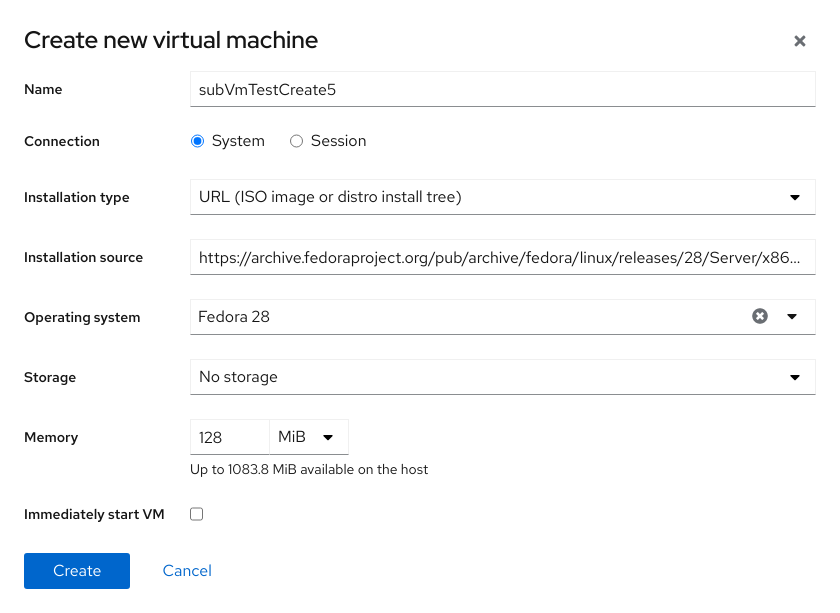 Create new virtual machine
Name subVmTestCreate5
Connection System Session
Installation type URL (ISO image or distro install tree)
Installation source https://archive.fedoraproject.org/pub/archive/fedora/linux/releases/28/Server/x86...
Operating system Fedora 28
Storage No storage
Memory 128 MiB
Up to 1083.8 MiB available on the host
Immediately start VM
Create Cancel